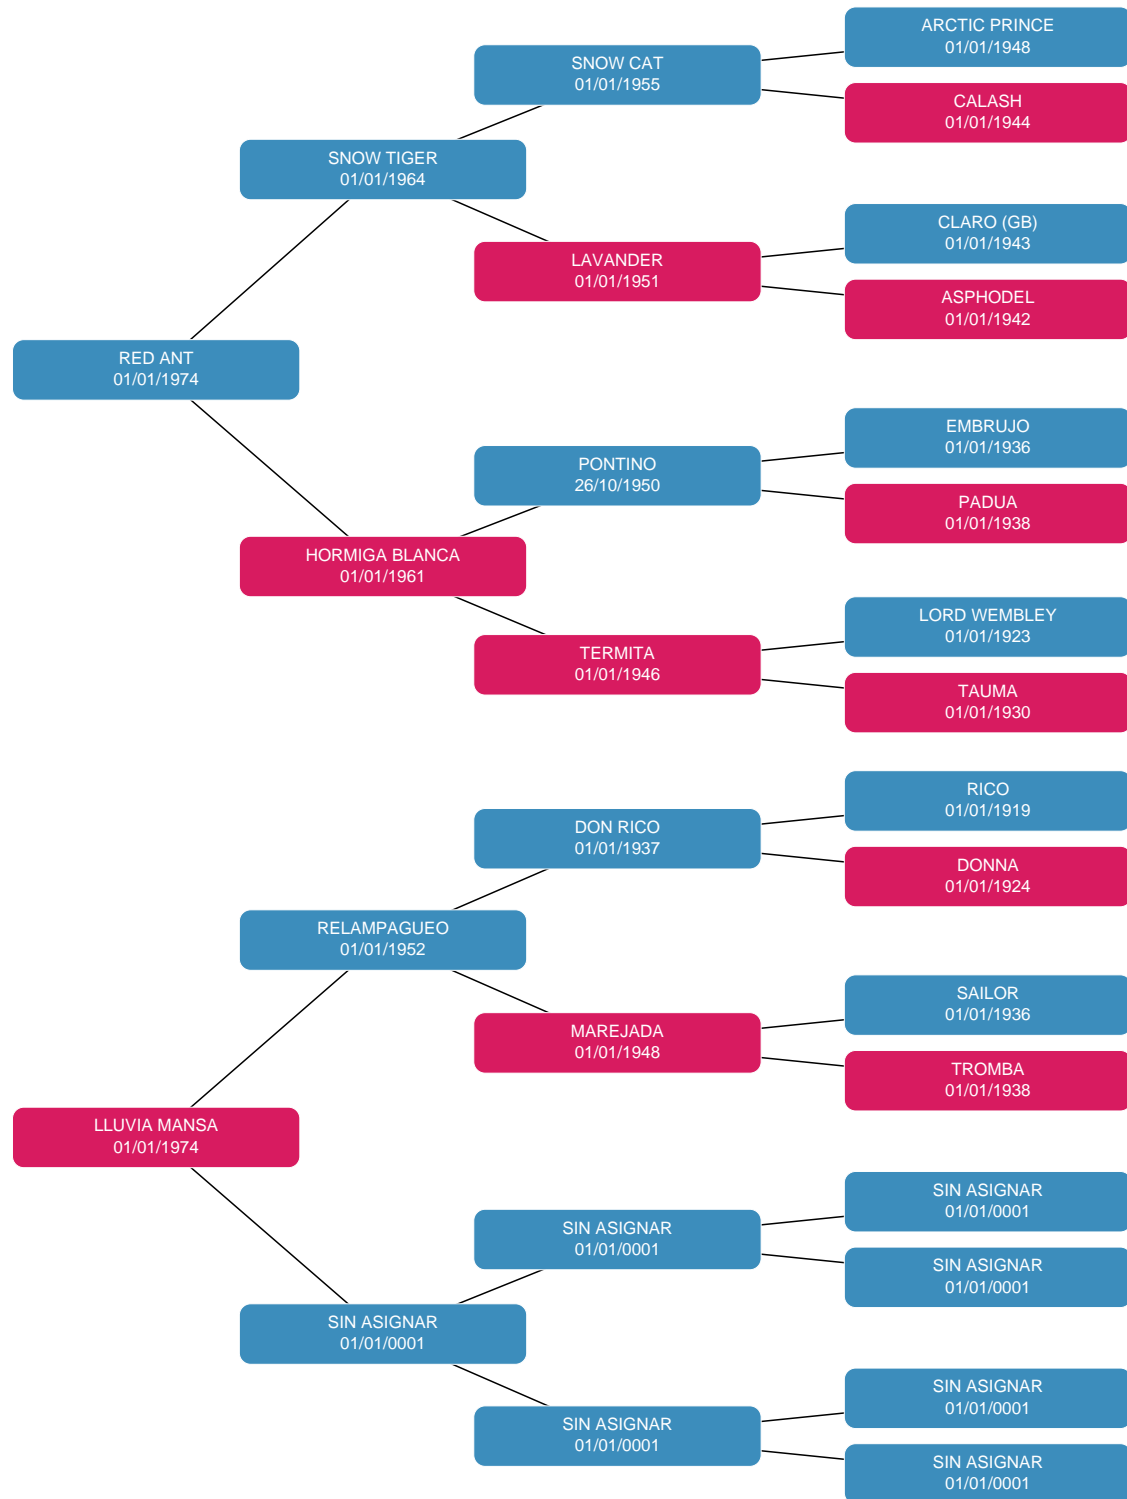 ARCTIC PRINCE
01/01/1948
SNOW CAT
01/01/1955
CALASH
01/01/1944
SNOW TIGER
01/01/1964
CLARO (GB)
01/01/1943
LAVANDER
01/01/1951
ASPHODEL
01/01/1942
RED ANT
01/01/1974
EMBRUJO
01/01/1936
PONTINO
26/10/1950
PADUA
01/01/1938
HORMIGA BLANCA
01/01/1961
LORD WEMBLEY
01/01/1923
TERMITA
01/01/1946
TAUMA
01/01/1930
RICO
01/01/1919
DON RICO
01/01/1937
DONNA
01/01/1924
RELAMPAGUEO
01/01/1952
SAILOR
01/01/1936
MAREJADA
01/01/1948
TROMBA
01/01/1938
LLUVIA MANSA
01/01/1974
SIN ASIGNAR
01/01/0001
SIN ASIGNAR
01/01/0001
SIN ASIGNAR
01/01/0001
SIN ASIGNAR
01/01/0001
SIN ASIGNAR
01/01/0001
SIN ASIGNAR
01/01/0001
SIN ASIGNAR
01/01/0001